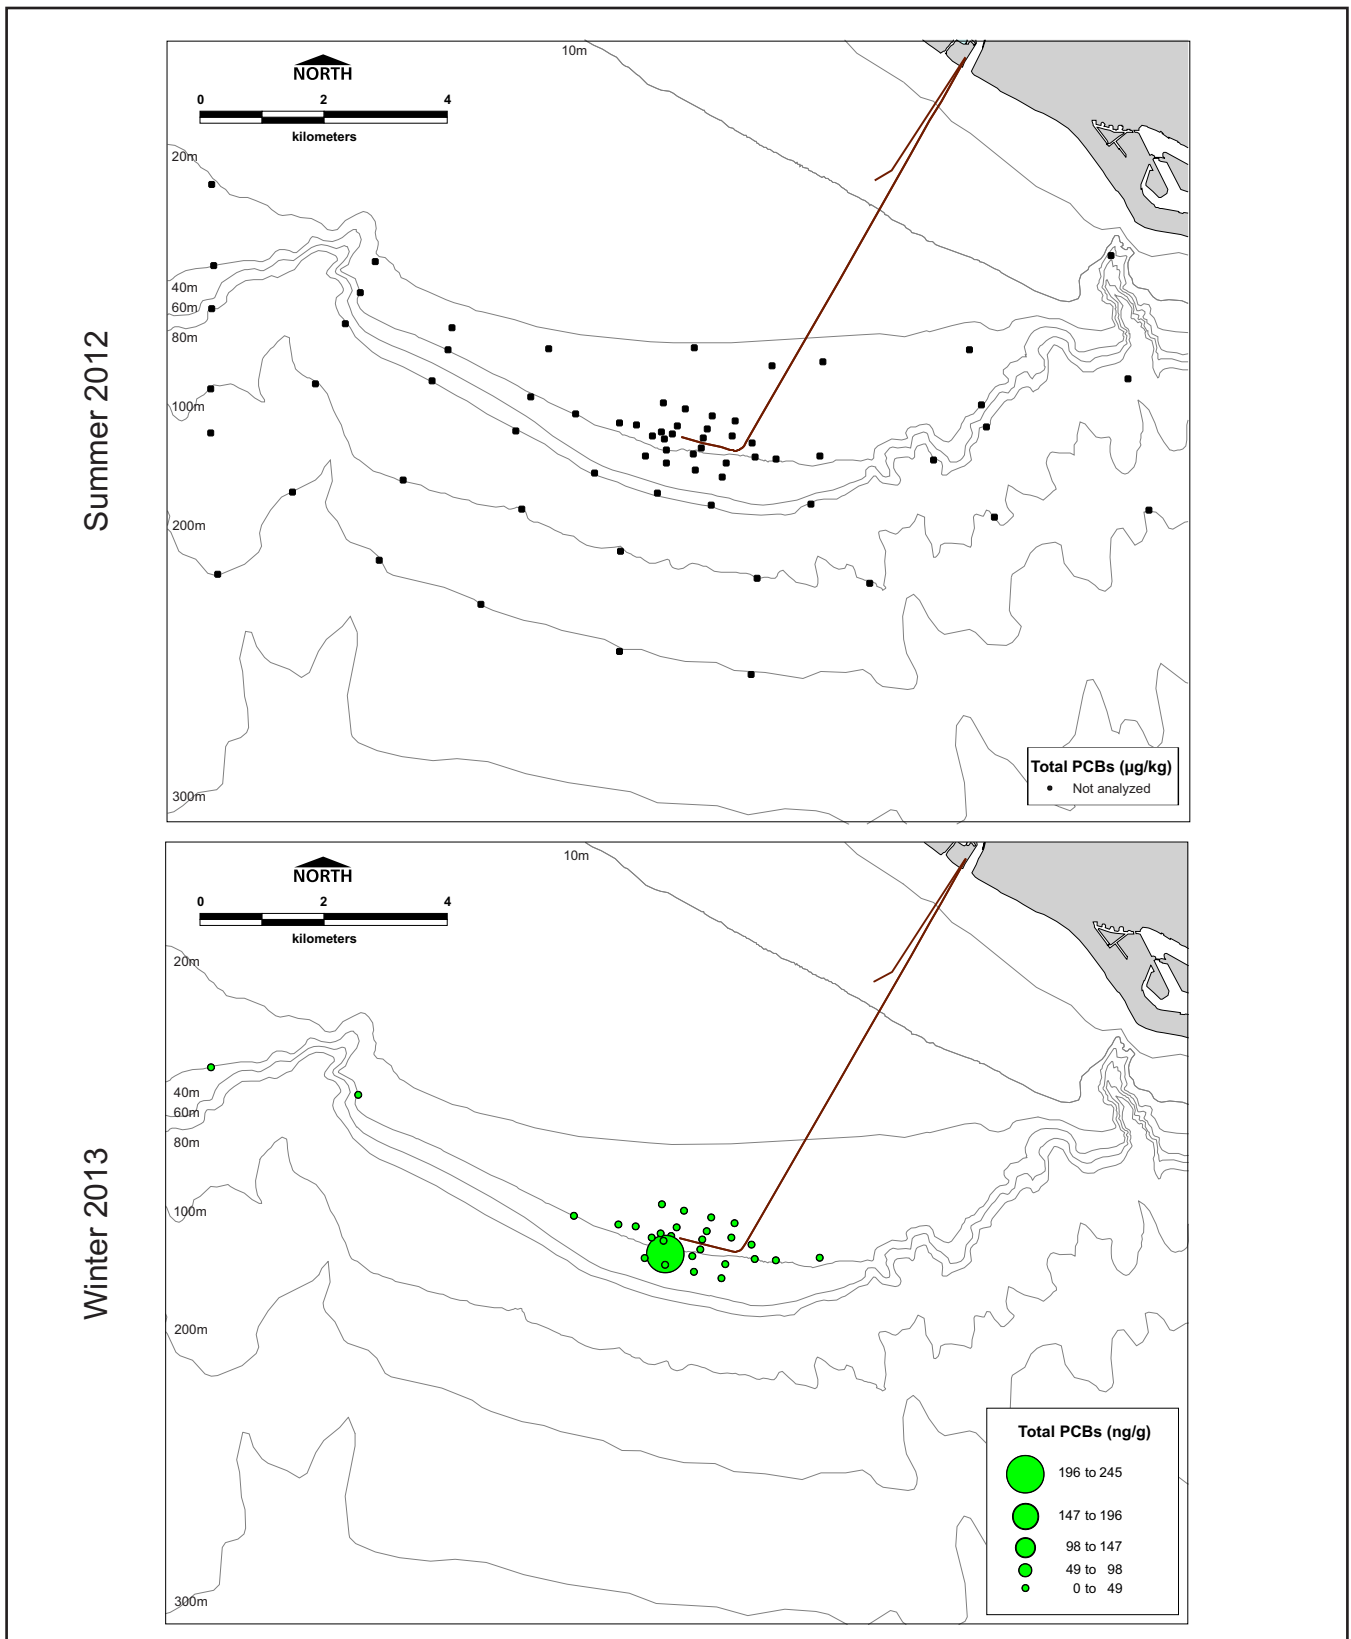 Summer 2012
10m
NORTH
0 2 4
kilometers
20m
40m
60m
80m
100m
200m
300m
Total PCBs (µg/kg)
Not analyzed
Winter 2013
10m
NORTH
0 2 4
kilometers
20m
40m
60m
80m
100m
200m
300m
Total PCBs (ng/g)
196 to 245
147 to 196
98 to 147
49 to 98
0 to 49